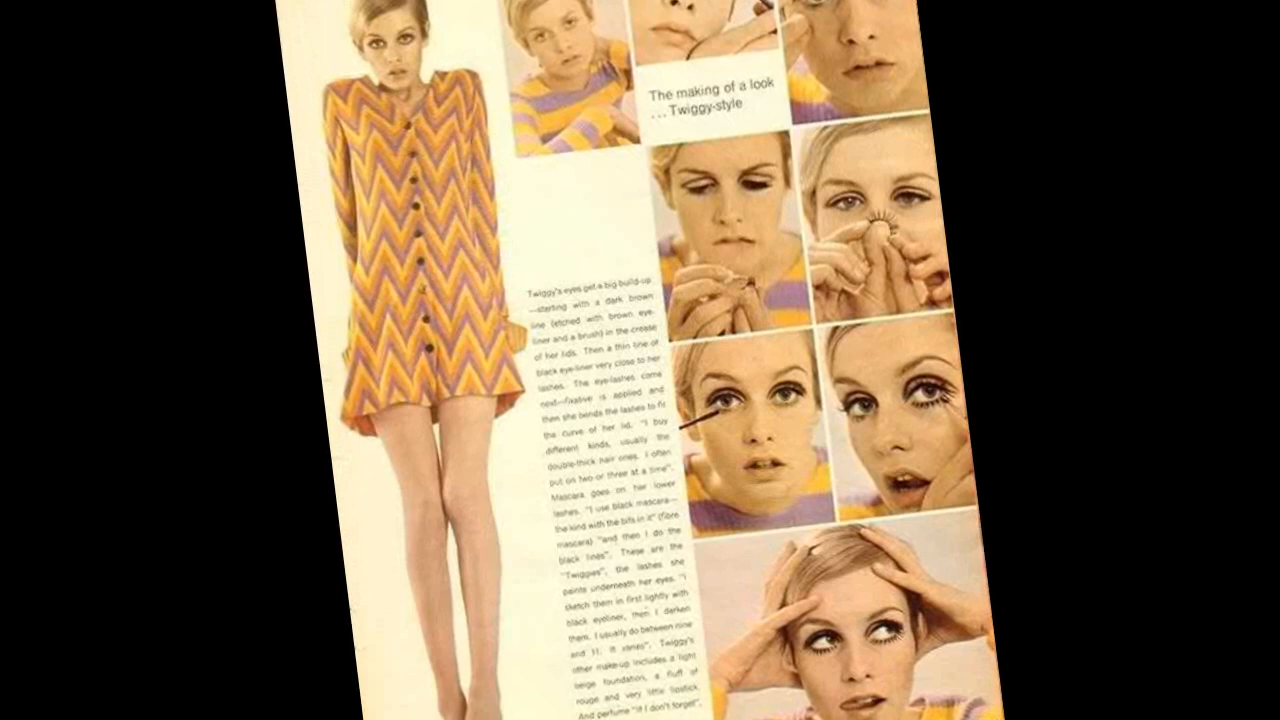 The making of a look
... Twiggy-style
Twiggy's eyes get a big build-up
—starting with a dark brown
line (etched with brown eye-
liner and a brush) in the crease
of her lids. Then a thin line of
black eye-liner very close to her
lashes. The eye-lashes come
next—fixative is applied and
then she bends the lashes to fit
the curve of her lid. "I buy
different kinds, usually the
double-thick hair ones. I often
put on two or three at a time".
Mascara goes on her lower
lashes. "I use black mascara—
the kind with the bits in it" (fibre
mascara) "and then I do the
black lines". These are the
"Twiggies", the lashes she
paints underneath her eyes. "I
sketch them in first lightly with
black eyeliner, then I darken
them. I usually do between nine
and 11. It varies". Twiggy's
other make-up includes a light
beige foundation, a fluff of
rouge and very little lipstick.
And perfume "if I don't forget".